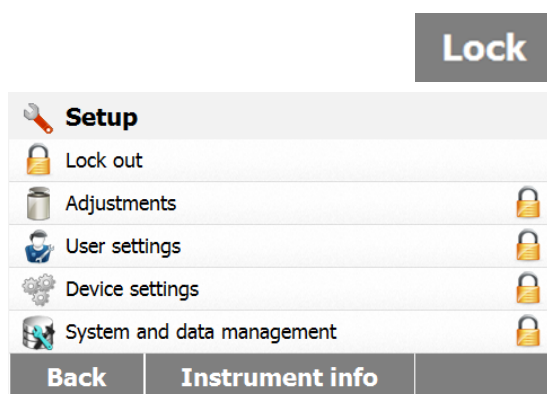 Lock
Setup
Lock out
Adjustments
User settings
Device settings
System and data management
Back Instrument info